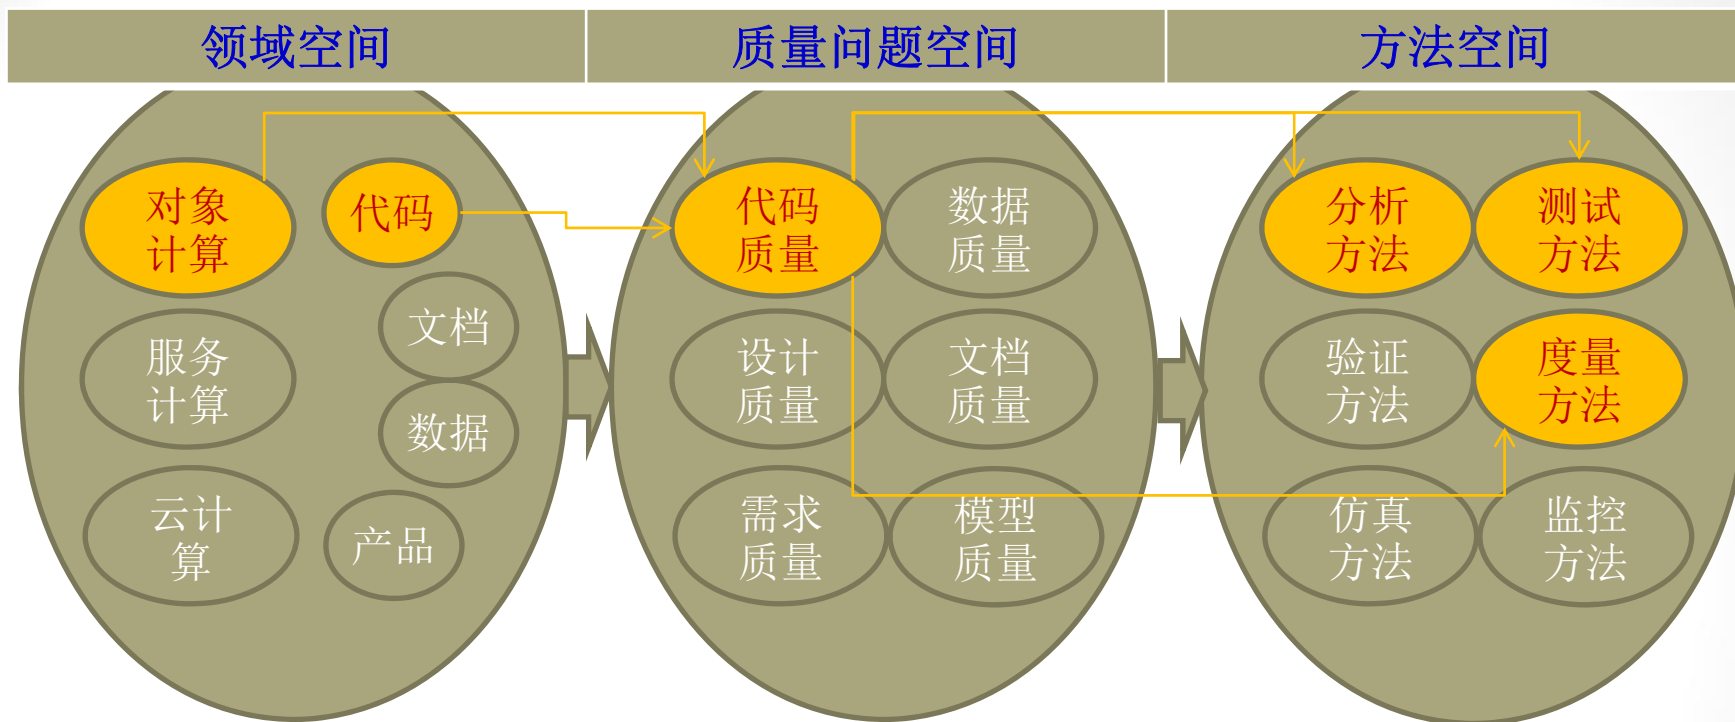 领域空间
质量问题空间
方法空间
对象
计算
代码
文档
服务
计算
数据
云计
算
产品
代码
质量
数据
质量
设计
质量
文档
质量
需求
质量
模型
质量
分析
方法
测试
方法
验证
方法
度量
方法
仿真
方法
监控
方法